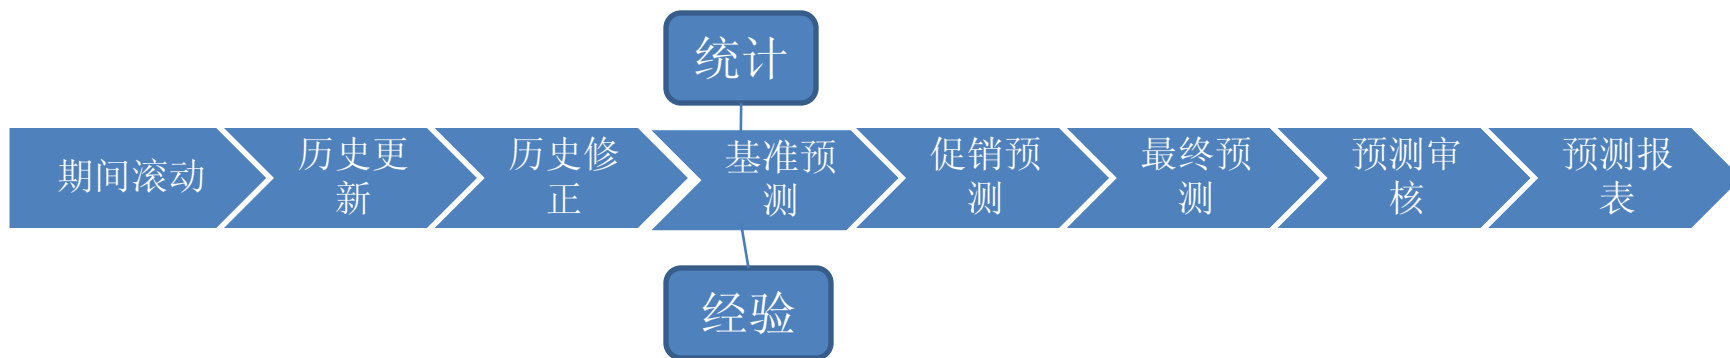 统计
期间滚动
历史更
新
历史修
正
基准预
测
促销预
测
最终预
测
预测审
核
预测报
表
经验